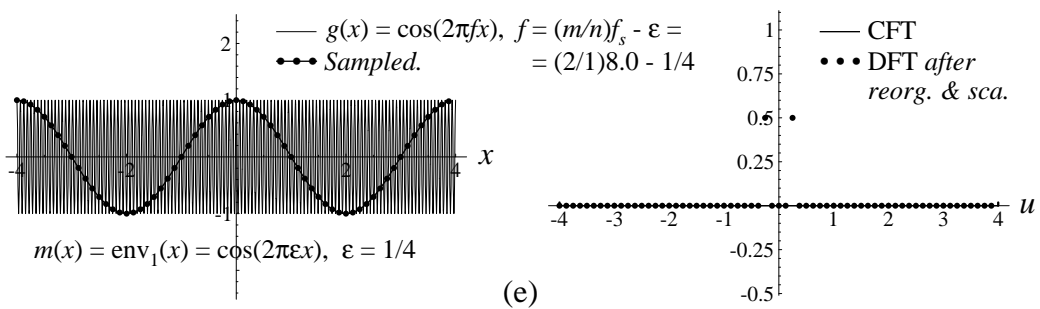 g(x) = cos(2πfx), f = (m/n)f_s - ε =
Sampled. = (2/1)8.0 - 1/4
2
1
-4 -2 2 4 x
-1
m(x) = env_1(x) = cos(2πεx), ε = 1/4
1
CFT
0.75
DFT after
reorg. & sca.
0.5
0.25
-4 -3 -2 -1 1 2 3 4 u
-0.25
-0.5
(e)